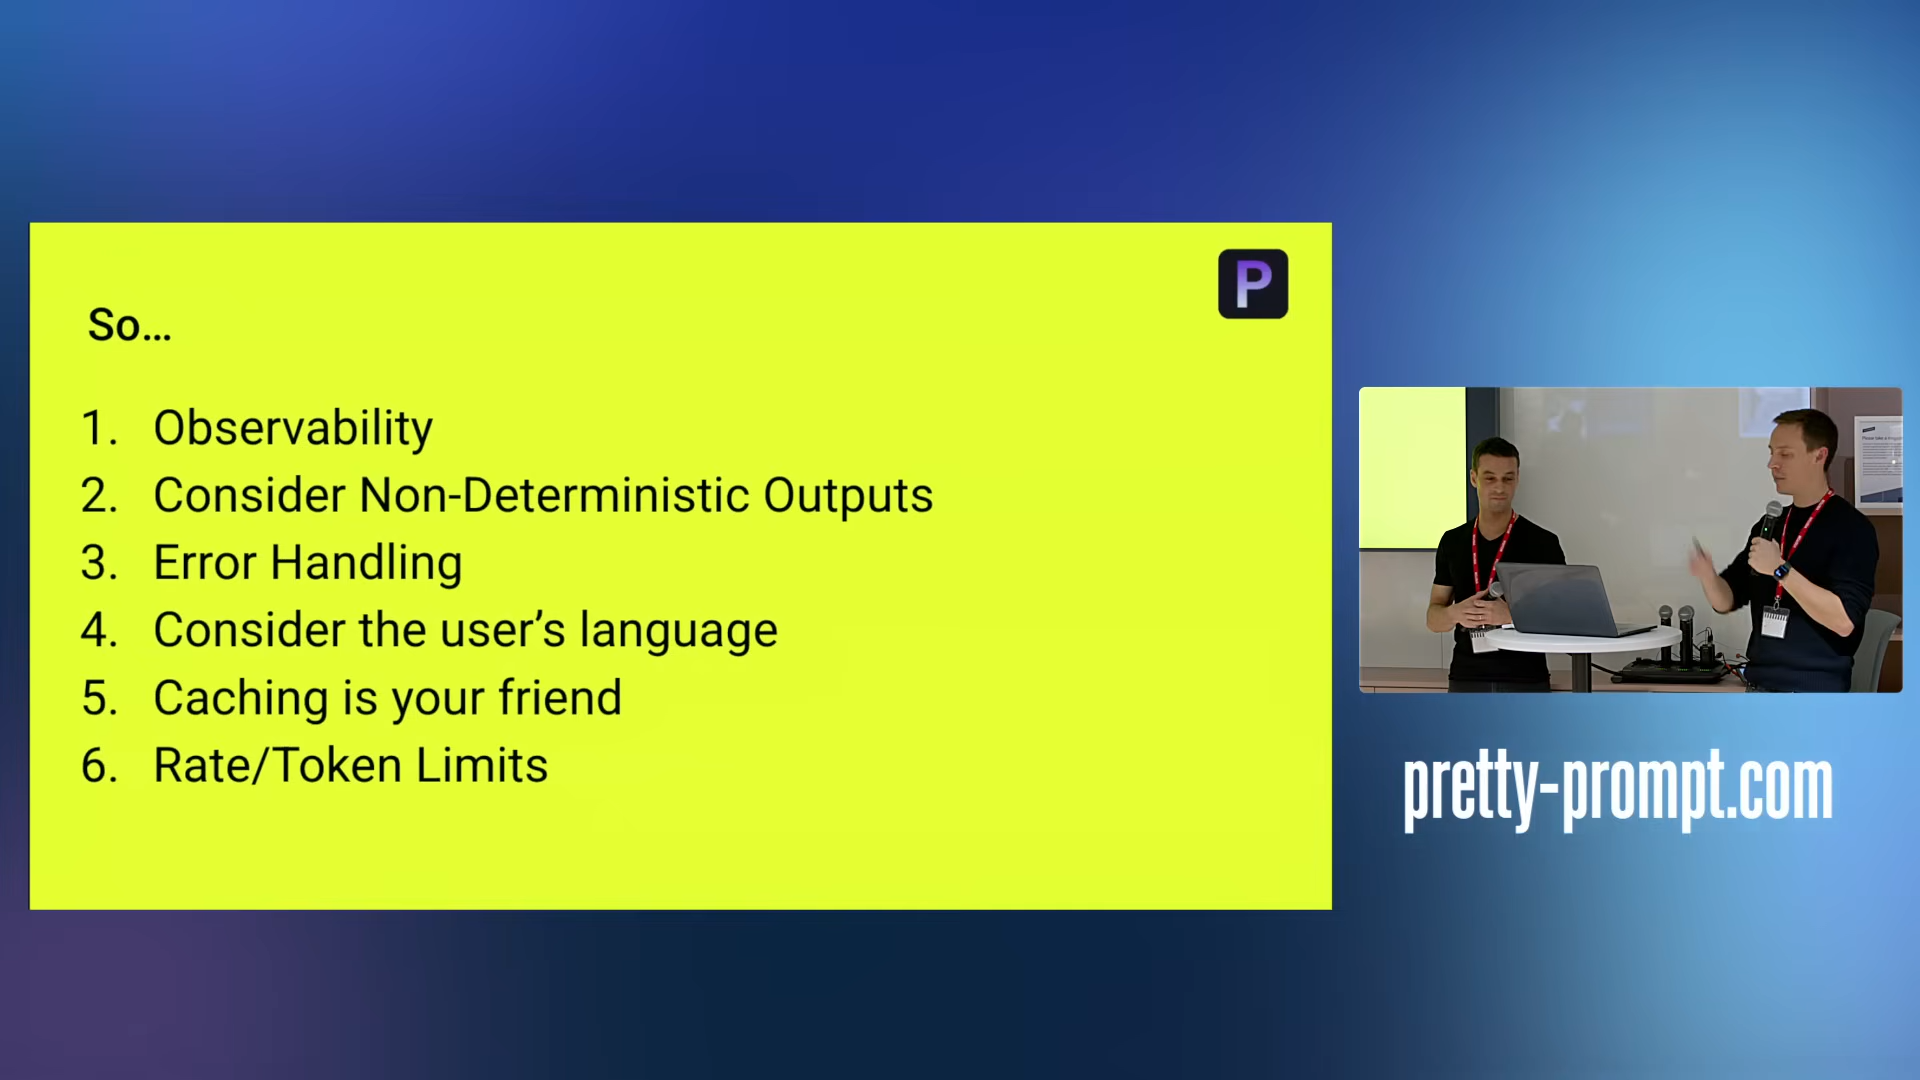 P
So...
1. Observability
2. Consider Non-Deterministic Outputs
3. Error Handling
4. Consider the user’s language
5. Caching is your friend
6. Rate/Token Limits
pretty-prompt.com